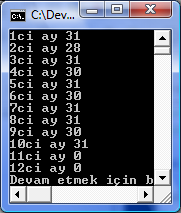 C:\Dev...
1ci ay 31
2ci ay 28
3ci ay 31
4ci ay 30
5ci ay 31
6ci ay 30
7ci ay 31
8ci ay 31
9ci ay 30
10ci ay 31
11ci ay 0
12ci ay 0
Devam etmek için b